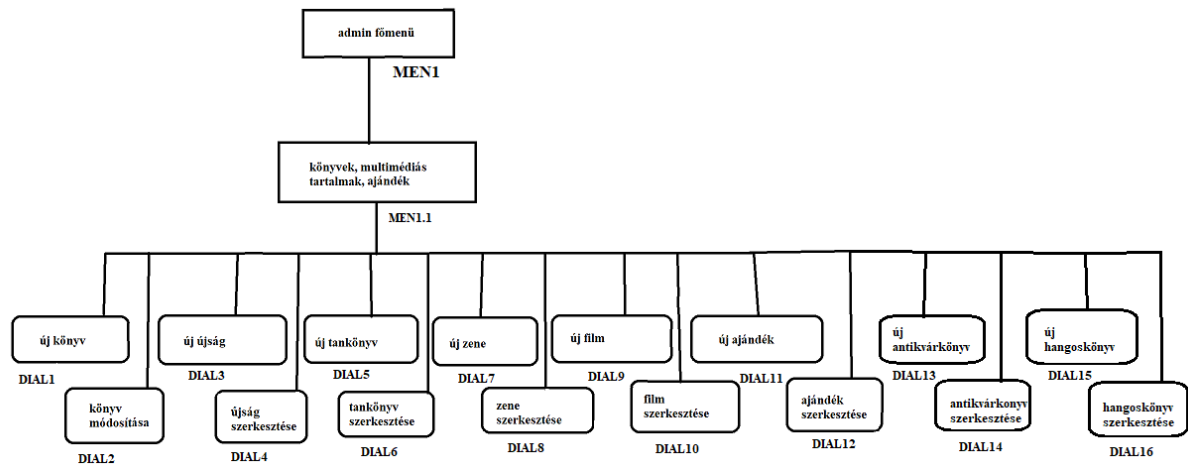 admin főmenü
MEN1
könyvek, multimédiás
tartalmak, ajándék
MEN1.1
új könyv
DIAL1
könyv
módosítása
DIAL2
új újság
DIAL3
újság
szerkesztése
DIAL4
új tankönyv
DIAL5
tankönyv
szerkesztése
DIAL6
új zene
DIAL7
zene
szerkesztése
DIAL8
új film
DIAL9
film
szerkesztése
DIAL10
új ajándék
DIAL11
ajándék
szerkesztése
DIAL12
új
antikvárkönyv
DIAL13
antikvárkonyv
szerkesztése
DIAL14
új
hangoskönyv
DIAL15
hangoskönyv
szerkesztése
DIAL16